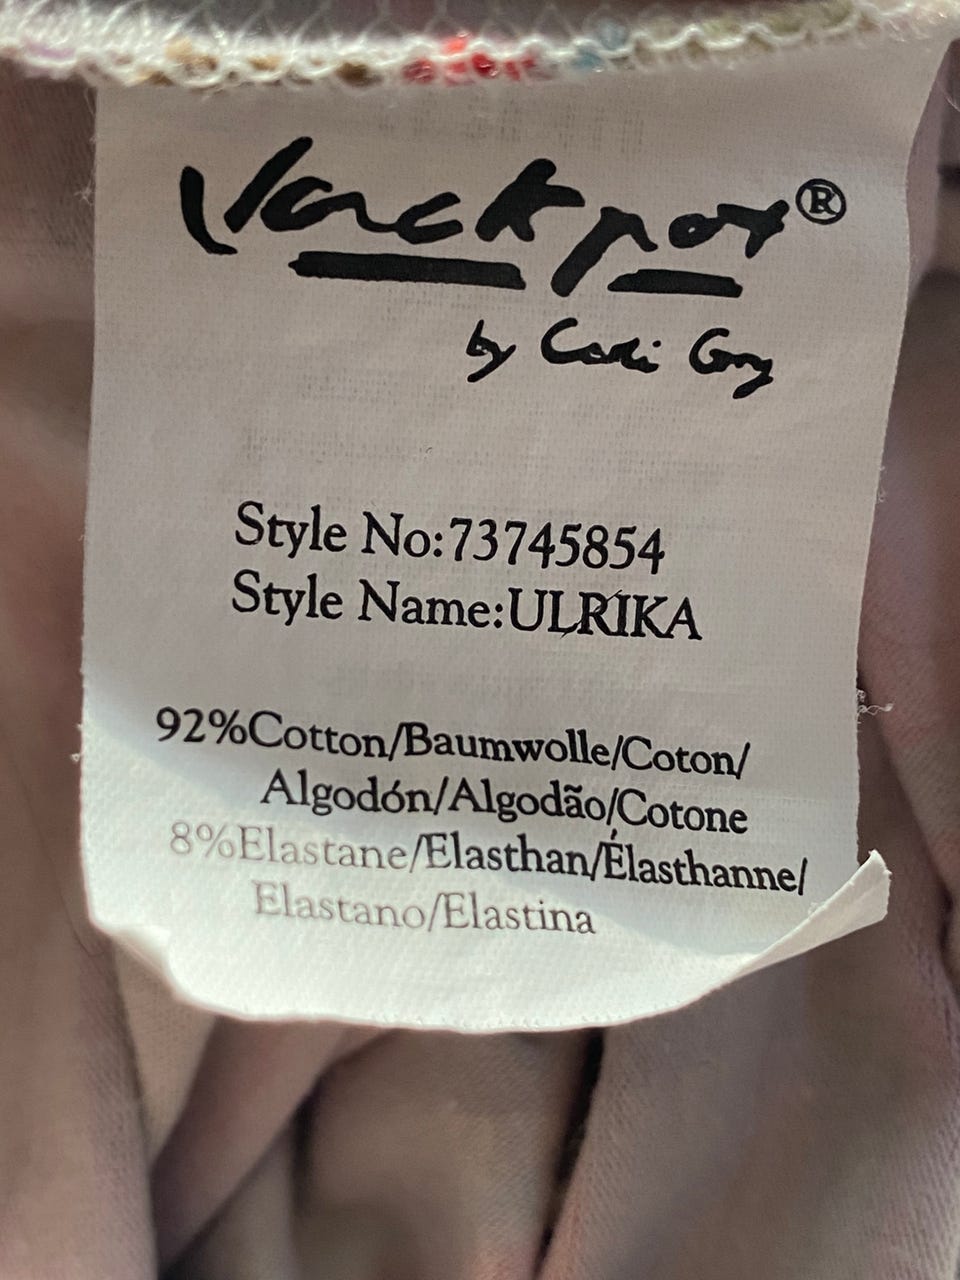 Jackpot®
by Carli Gry
Style No:73745854
Style Name:ULRIKA
92%Cotton/Baumwolle/Coton/
Algodón/Algodão/Cotone
8%Elastane/Elasthan/Élasthanne/
Elastano/Elastina